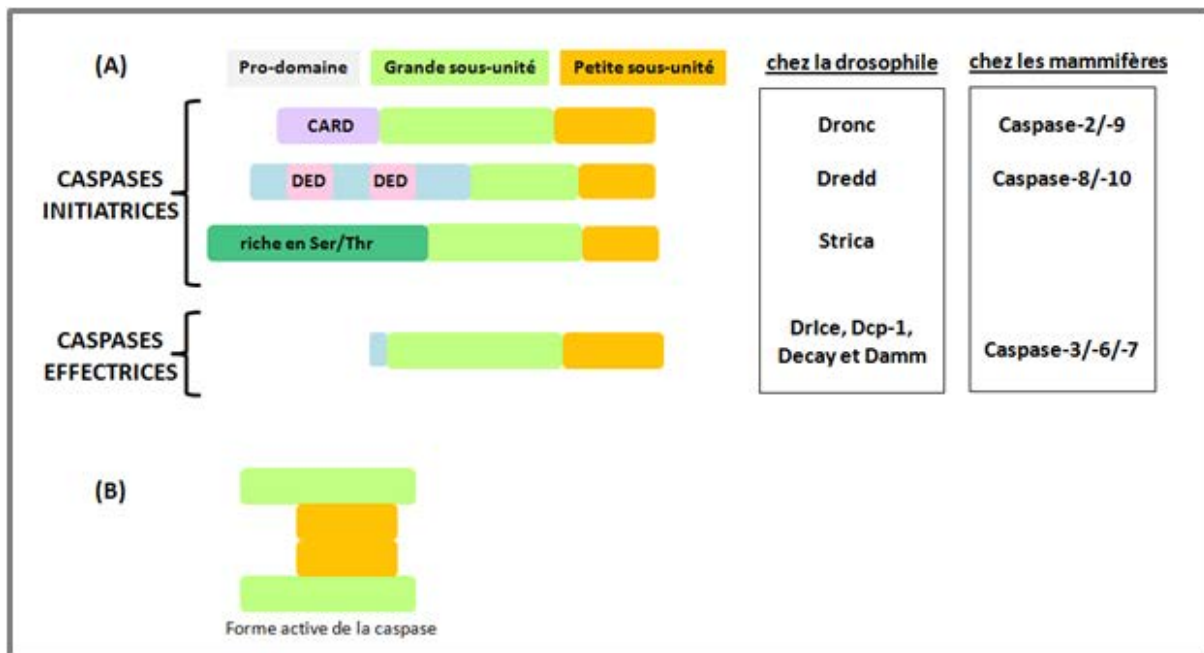 (A)
Pro-domaine Grande sous-unité Petite sous-unité chez la drosophile chez les mammifères
CASPASES
INITIATRICES
CARD Dronc Caspase-2/-9
DED DED Dredd Caspase-8/-10
riche en Ser/Thr Strica
CASPASES
EFFECTRICES
DrIce, Dcp-1,
Decay et Damm
Caspase-3/-6/-7
(B)
Forme active de la caspase